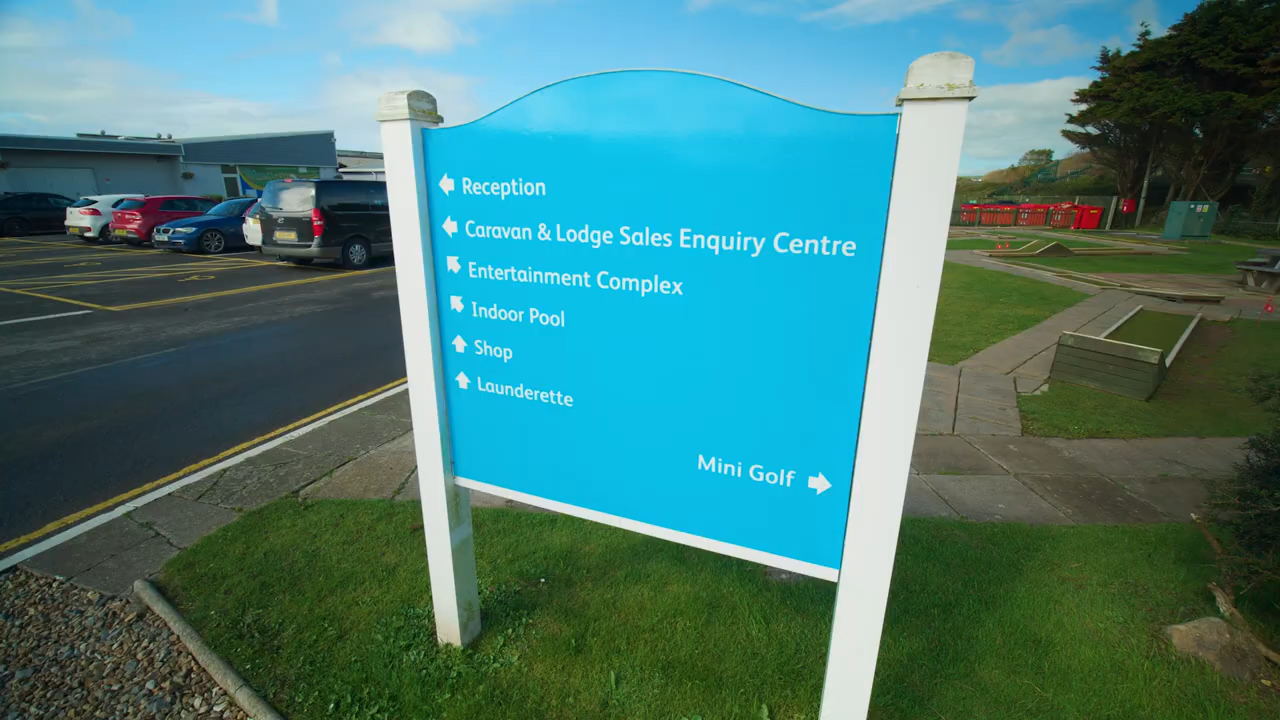 Reception
Caravan & Lodge Sales Enquiry Centre
Entertainment Complex
Indoor Pool
Shop
Launderette
Mini Golf